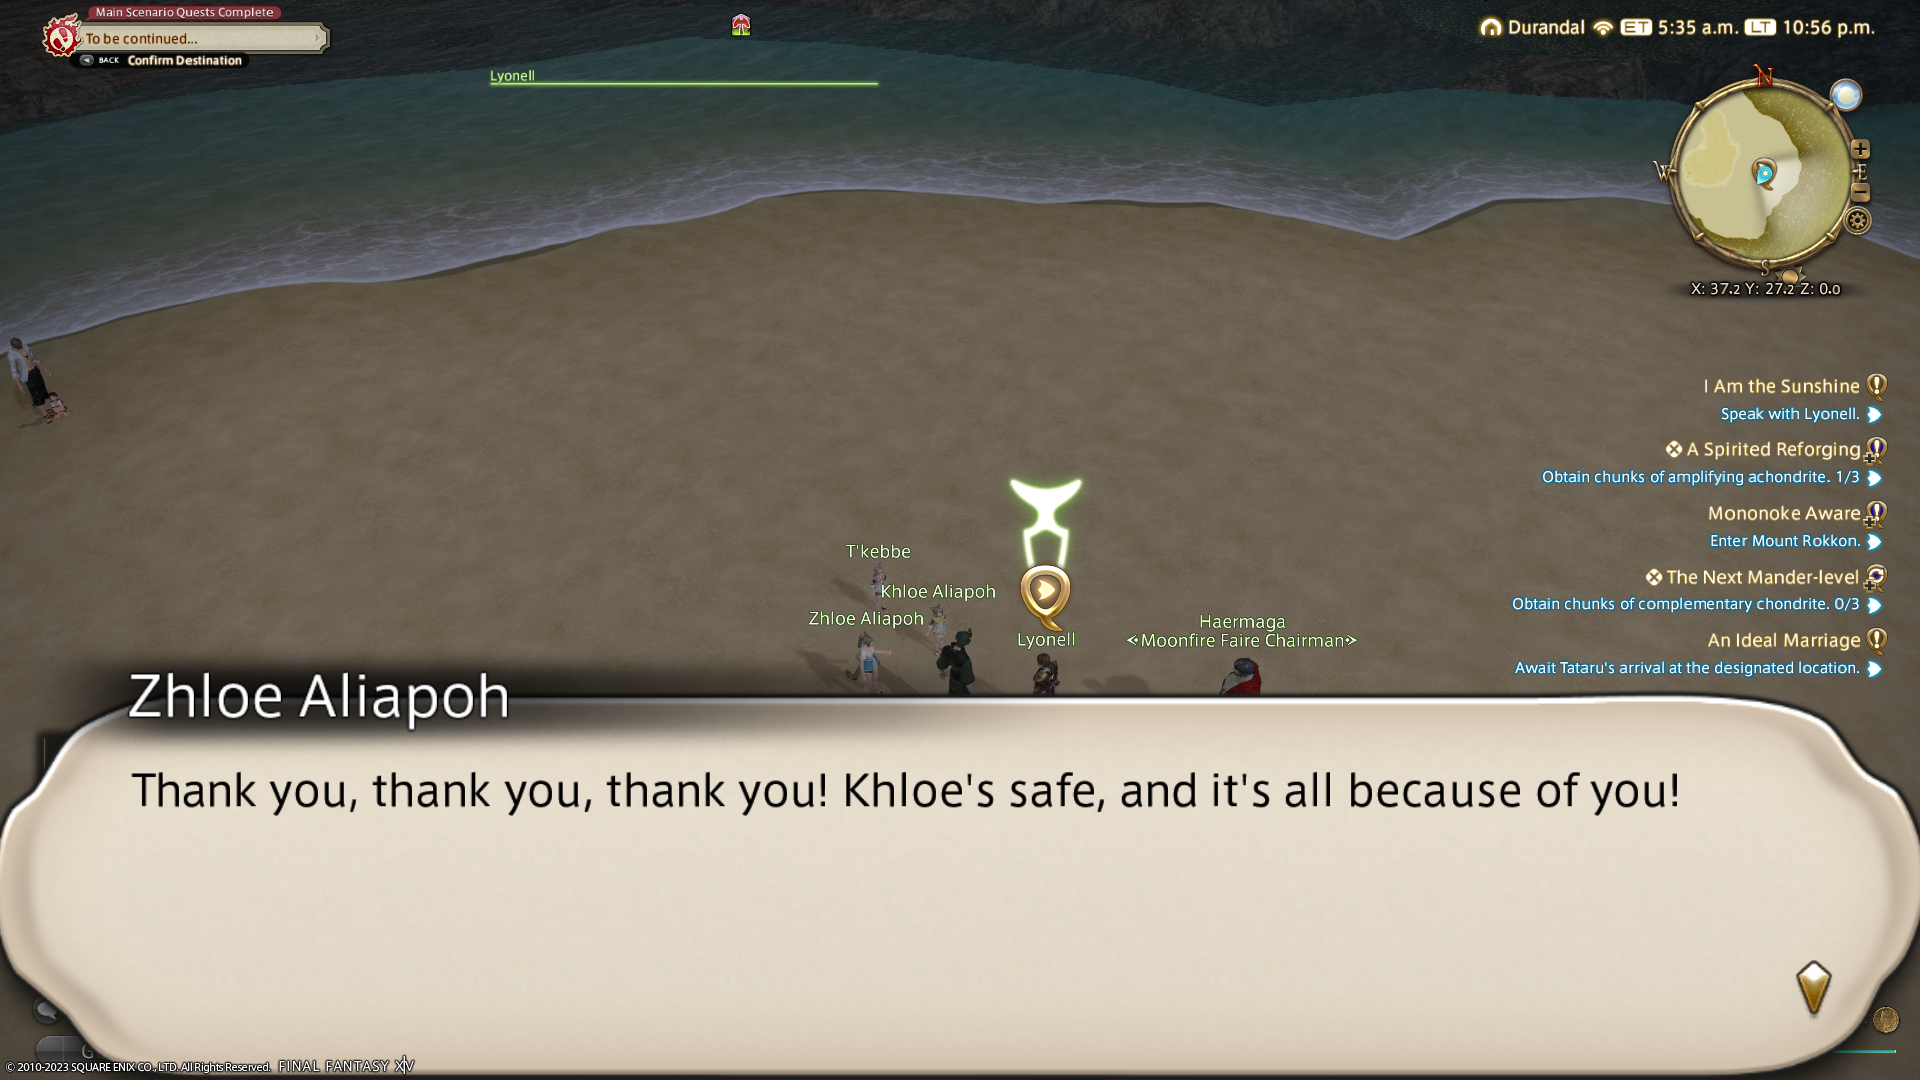 Main Scenario Quests Complete
To be continued...
BACK Confirm Destination
Lyonell
Durandal ET 5:35 a.m. LT 10:56 p.m.
N
W
E
S
X: 37.2 Y: 27.2 Z: 0.0
I Am the Sunshine
Speak with Lyonell.
A Spirited Reforging
Obtain chunks of amplifying achondrite. 1/3
Mononoke Aware
Enter Mount Rokkon.
The Next Mander-level
Obtain chunks of complementary chondrite. 0/3
An Ideal Marriage
Await Tataru's arrival at the designated location.
T'kebbe
Khloe Aliapoh
Zhloe Aliapoh
Lyonell
Haermaga
«Moonfire Faire Chairman»
Zhloe Aliapoh
Thank you, thank you, thank you! Khloe's safe, and it's all because of you!
G
© 2010-2023 SQUARE ENIX CO., LTD. All Rights Reserved. FINAL FANTASY XIV